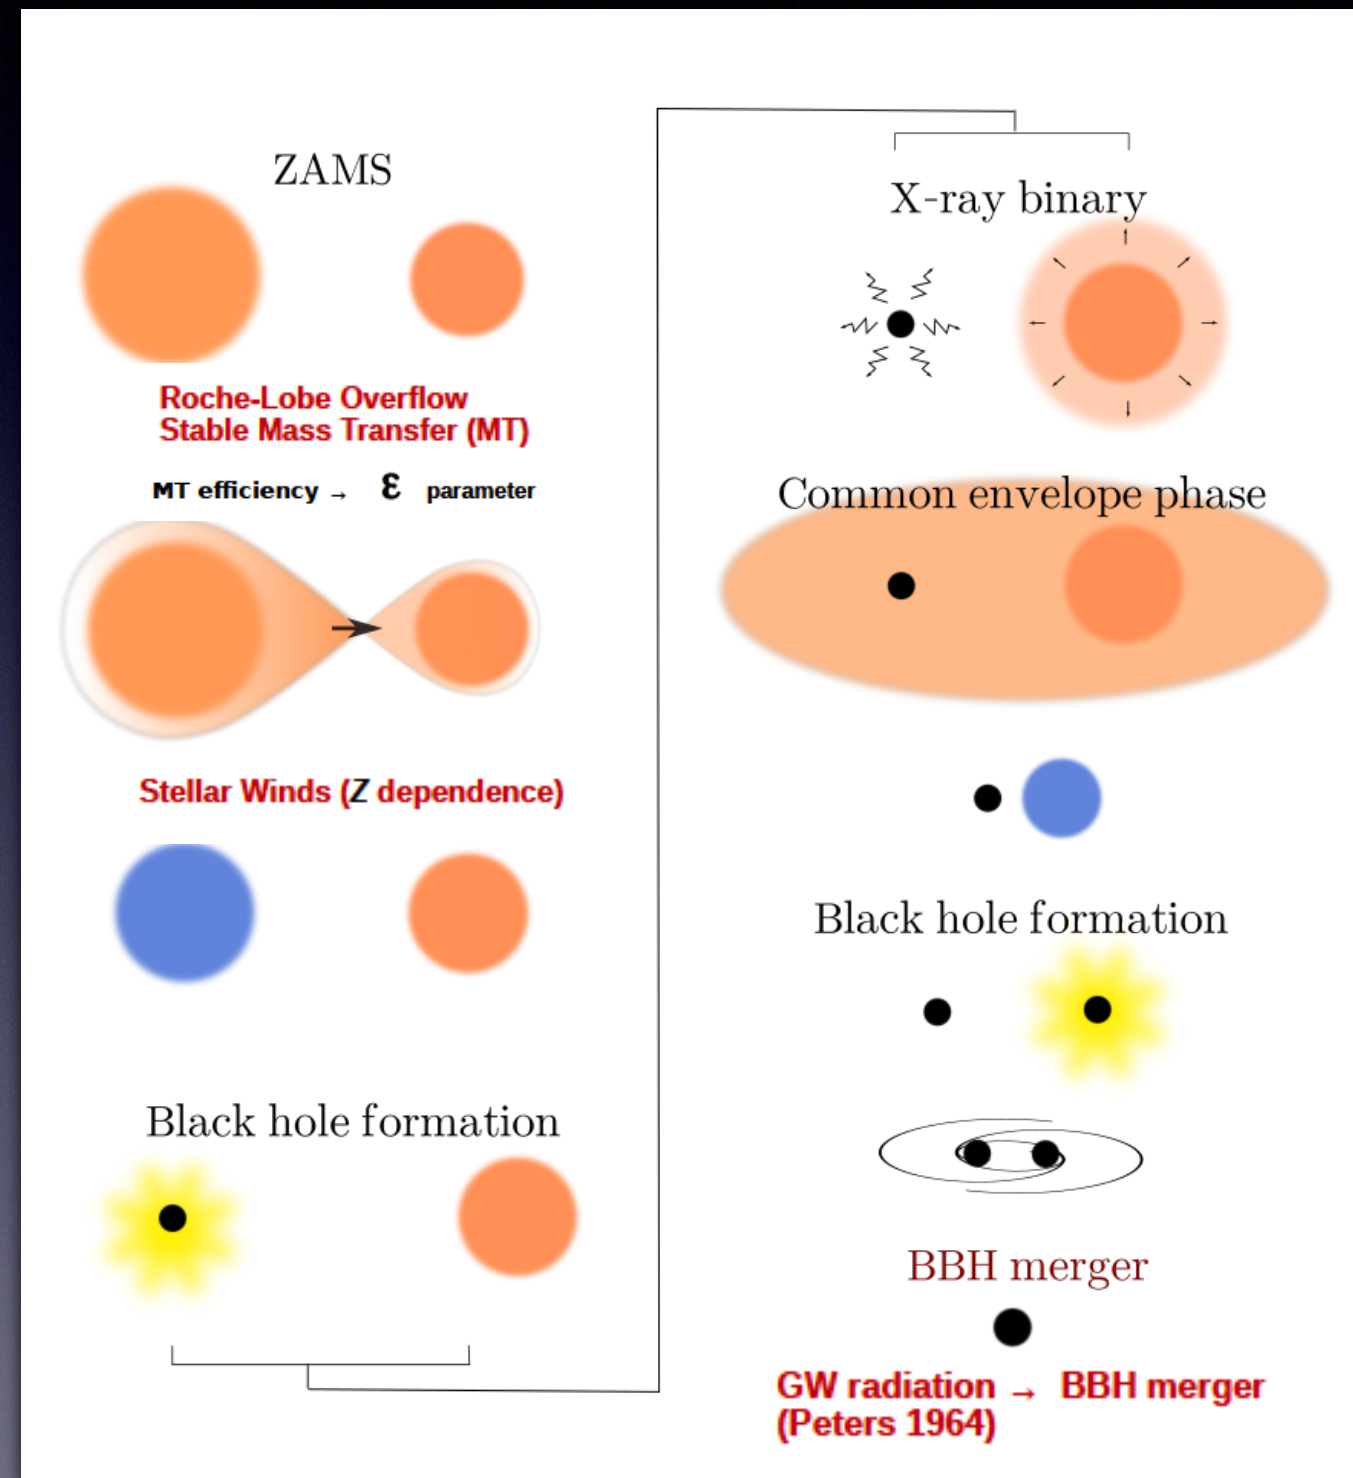 ZAMS
Roche-Lobe Overflow
Stable Mass Transfer (MT)
MT efficiency → ε parameter
Stellar Winds (Z dependence)
Black hole formation
X-ray binary
Common envelope phase
Black hole formation
BBH merger
GW radiation → BBH merger
(Peters 1964)